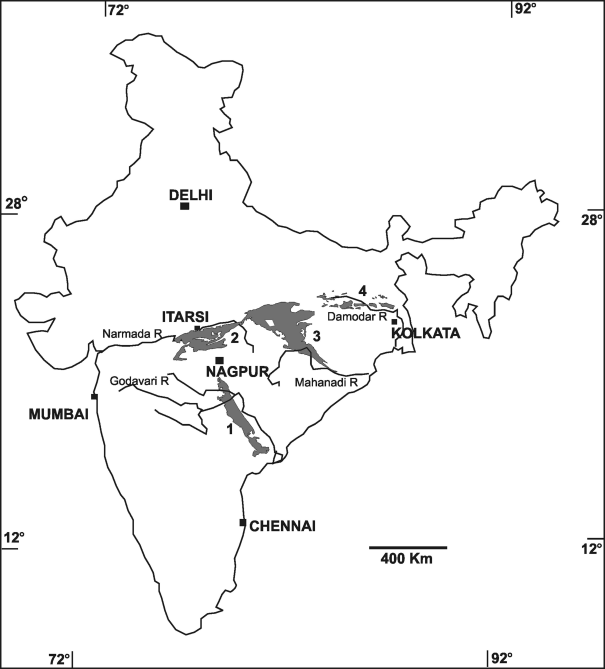 72°
92°
DELHI
28°
28°
4
ITARSI
Damodar R
Narmada R
2
3
KOLKATA
NAGPUR
Godavari R
Mahanadi R
MUMBAI
1
CHENNAI
12°
12°
400 Km
72°
92°